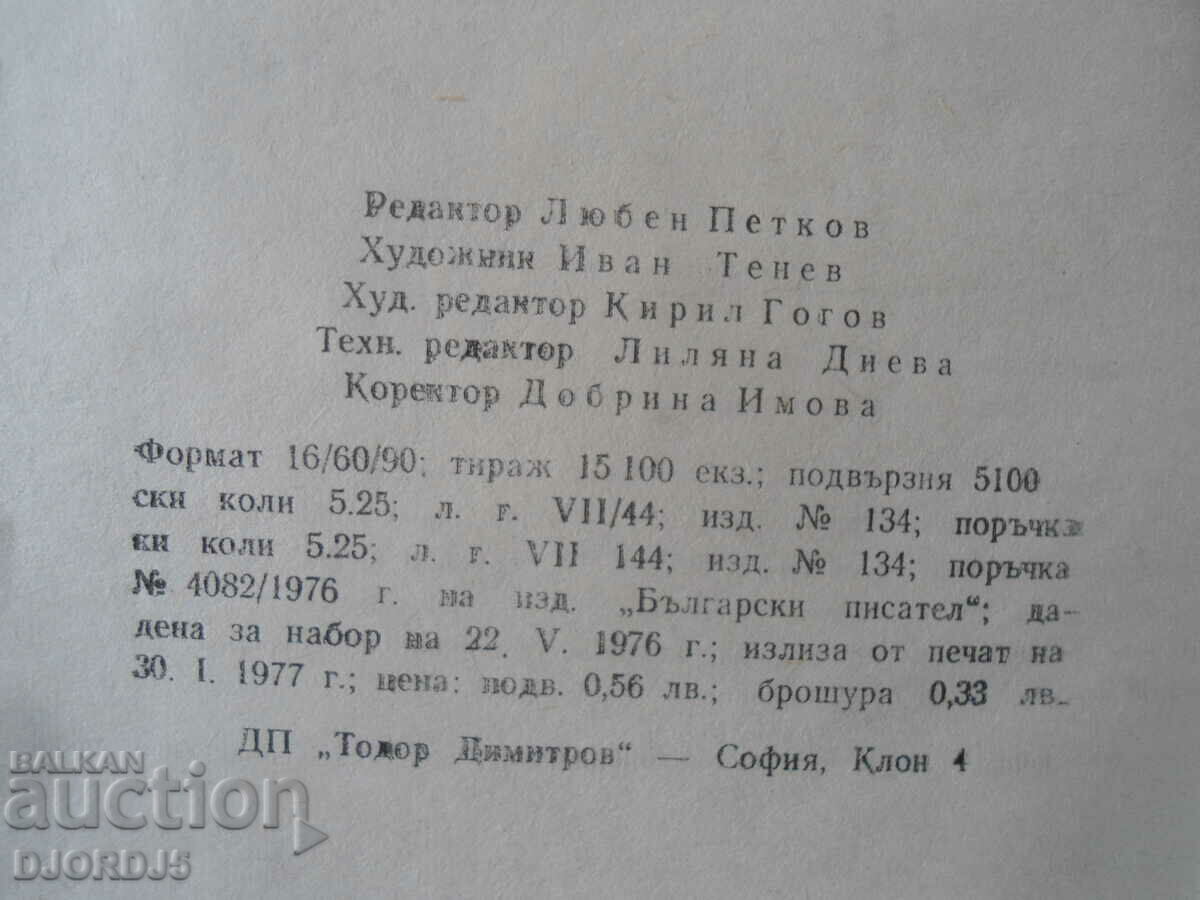 Редактор Любен Петков
Художник Иван Тенев
Худ. редактор Кирил Гогов
Техн. редактор Лиляна Диева
Коректор Добрина Имова
Формат 16/60/90; тираж 15 100 екз.; подвързия 5100
ски коли 5.25; л. г. VII/44; изд. № 134; поръчка
ки коли 5.25; л. г. VII 144; изд. № 134; поръчка
№ 4082/1976 г. на изд. „Български писател“; да-
дена за набор на 22. V. 1976 г.; излиза от печат на
30. I. 1977 г.; цена: подв. 0,56 лв.; брошура 0,33 лв.
ДП „Тодор Димитров“ — София, Клон 4
BALKAN
auction
DJORDJ5